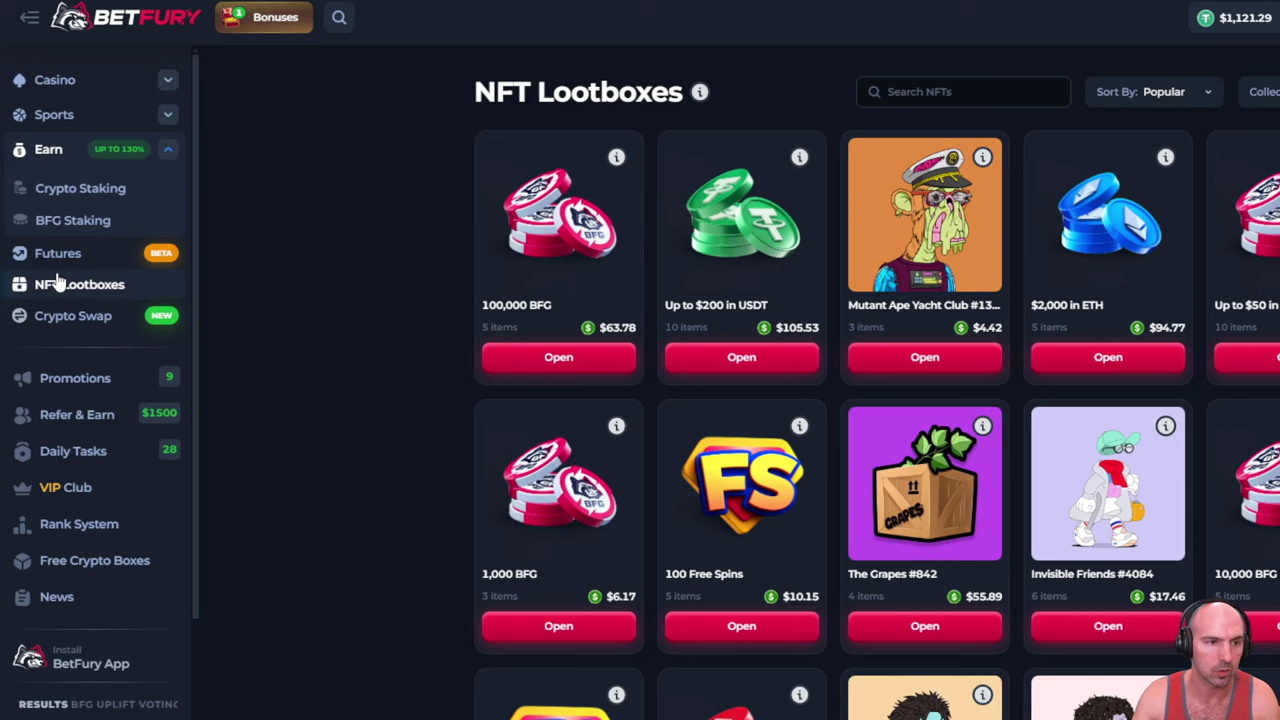 BETFURY
1
Bonuses
$1,121.29
Casino
Sports
Earn
UP TO 130%
Crypto Staking
BFG Staking
Futures
BETA
NFT Lootboxes
Crypto Swap
NEW
Promotions
9
Refer & Earn
$1500
Daily Tasks
28
VIP Club
Rank System
Free Crypto Boxes
News
Install
BetFury App
RESULTS BFG UPLIFT VOTING
NFT Lootboxes
Search NFTs
Sort By: Popular
Collec
BFG
100,000 BFG
5 items
$63.78
Open
Up to $200 in USDT
10 items
$105.53
Open
Mutant Ape Yacht Club #13...
3 items
$4.42
Open
$2,000 in ETH
5 items
$94.77
Open
Up to $50 in
10 items
1,000 BFG
3 items
$6.17
Open
FS
100 Free Spins
5 items
$10.15
Open
GRAPES
The Grapes #842
4 items
$55.89
Open
Invisible Friends #4084
6 items
$17.46
Open
10,000 BFG